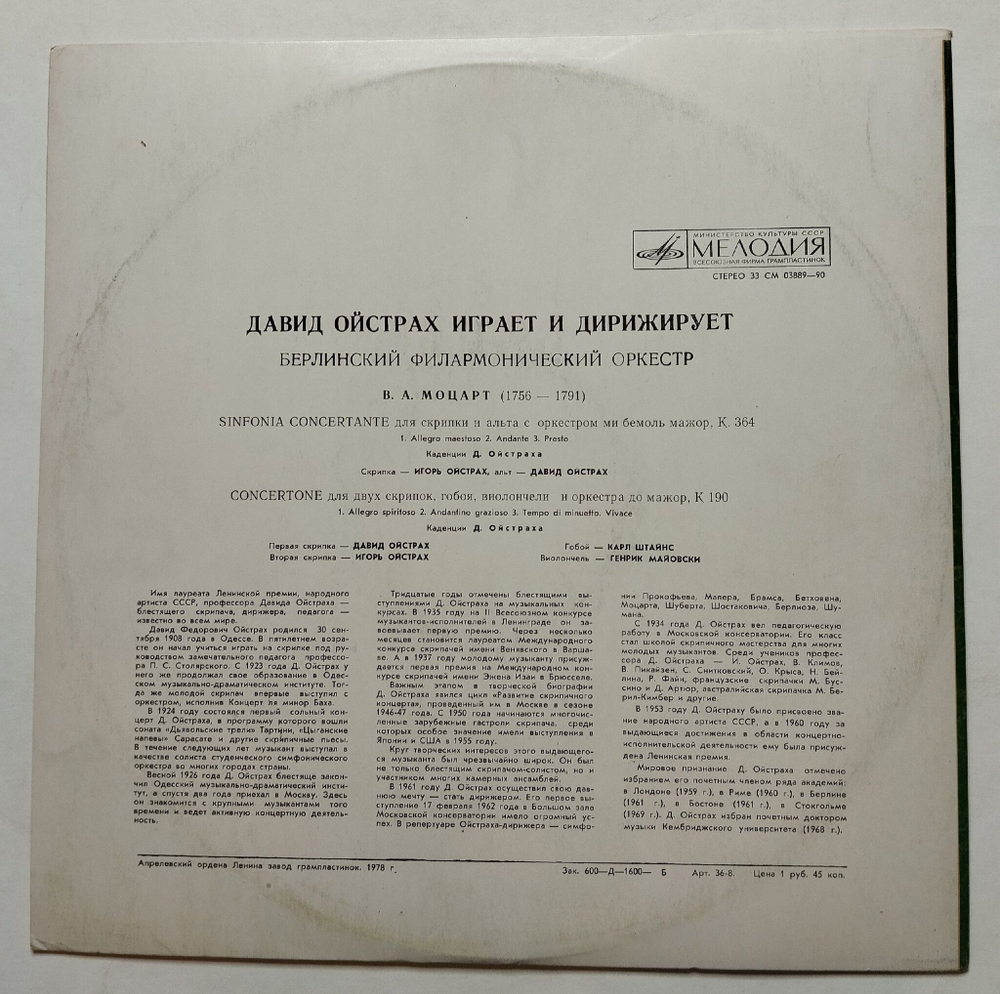 МИНИСТЕРСТВО КУЛЬТУРЫ СССР
МЕЛОДИЯ
ВСЕСОЮЗНАЯ ФИРМА ГРАМПЛАСТИНОК
СТЕРЕО 33 СМ 03889—90
ДАВИД ОЙСТРАХ ИГРАЕТ И ДИРИЖИРУЕТ
БЕРЛИНСКИЙ ФИЛАРМОНИЧЕСКИЙ ОРКЕСТР
В. А. МОЦАРТ (1756 — 1791)
SINFONIA CONCERTANTE для скрипки и альта с оркестром ми бемоль мажор, К. 364
1. Allegro maestoso 2. Andante 3. Presto
Каденции Д. Ойстраха
Скрипка — ИГОРЬ ОЙСТРАХ, альт — ДАВИД ОЙСТРАХ
CONCERTONE для двух скрипок, гобоя, виолончели и оркестра до мажор, К 190
1. Allegro spiritoso 2. Andantino grazioso 3. Tempo di minuetto. Vivace
Каденции Д. Ойстраха
Первая скрипка — ДАВИД ОЙСТРАХ
Вторая скрипка — ИГОРЬ ОЙСТРАХ
Гобой — КАРЛ ШТАЙНС
Виолончель — ГЕНРИК МАЙОВСКИ
Имя лауреата Ленинской премии, народного
артиста СССР, профессора Давида Ойстраха —
блестящего скрипача, дирижера, педагога —
известно во всем мире.
Давид Федорович Ойстрах родился 30 сен-
тября 1908 года в Одессе. В пятилетнем возра-
сте он начал учиться играть на скрипке под ру-
ководством замечательного педагога профессо-
ра П. С. Столярского. С 1923 года Д. Ойстрах у
него же продолжал свое образование в Одес-
ском музыкально-драматическом институте. Тог-
да же молодой скрипач впервые выступил с
оркестром, исполнив Концерт ля минор Баха.
В 1924 году состоялся первый сольный кон-
церт Д. Ойстраха, в программу которого вошли
соната «Дьявольские трели» Тартини, «Цыганские
напевы» Сарасате и другие скрипичные пьесы.
В течение следующих лет музыкант выступал в
качестве солиста студенческого симфонического
оркестра во многих городах страны.
Весной 1926 года Д. Ойстрах блестяще закон-
чил Одесский музыкально-драматический инсти-
тут, а спустя два года приехал в Москву. Здесь
он знакомится с крупными музыкантами того
времени и ведет активную концертную деятель-
ность.
Тридцатые годы отмечены блестящими вы-
ступлениями Д. Ойстраха на музыкальных кон-
курсах. В 1935 году на II Всесоюзном конкурсе
музыкантов-исполнителей в Ленинграде он за-
воевывает первую премию. Через несколько
месяцев становится лауреатом Международного
конкурса скрипачей имени Венявского в Варша-
ве. А в 1937 году молодому музыканту присуж-
дается первая премия на Международном кон-
курсе скрипачей имени Эжена Изаи в Брюсселе.
Важным этапом в творческой биографии
Д. Ойстраха явился цикл «Развитие скрипичного
концерта», проведенный им в Москве в сезоне
1946-47 года. С 1950 года начинаются многочис-
ленные зарубежные гастроли скрипача, среди
которых особое значение имели выступления в
Японии и США в 1955 году.
Круг творческих интересов этого выдающего-
ся музыканта был чрезвычайно широк. Он был
не только блестящим скрипачом-солистом, но и
участником многих камерных ансамблей.
В 1961 году Д. Ойстрах осуществил свою дав-
нюю мечту — стать дирижером. Его первое вы-
ступление 17 февраля 1962 года в Большом зале
Московской консерватории имело огромный ус-
пех. В репертуаре Ойстраха-дирижера — симфо-
нии Прокофьева, Малера, Брамса, Бетховена,
Моцарта, Шуберта, Шостаковича, Берлиоза, Шу-
мана.
С 1934 года Д. Ойстрах вел педагогическую
работу в Московской консерватории. Его класс
стал школой скрипичного мастерства для многих
молодых музыкантов. Среди учеников профес-
сора Д. Ойстраха — И. Ойстрах, В. Климов,
В. Пикайзен, С. Снитковский, О. Крыса, Н. Бей-
лина, Р. Файн, французские скрипачки М. Бус-
сино и Д. Артюр, австралийская скрипачка М. Бе-
рил-Кимбер и другие.
В 1953 году Д. Ойстраху было присвоено зва-
ние народного артиста СССР, а в 1960 году за
выдающиеся достижения в области концертно-
исполнительской деятельности ему была присуж-
дена Ленинская премия.
Мировое признание Д. Ойстраха отмечено
избранием его почетным членом ряда академий:
в Лондоне (1959 г.), в Риме (1960 г.), в Берлине
(1961 г.), в Бостоне (1961 г.), в Стокгольме
(1969 г.). Д. Ойстрах избран почетным доктором
музыки Кембриджского университета (1968 г.).
Апрелевский ордена Ленина завод грампластинок. 1978 г.
Зак. 600—Д—1600— Б Арт. 36-8. Цена 1 руб. 45 коп.